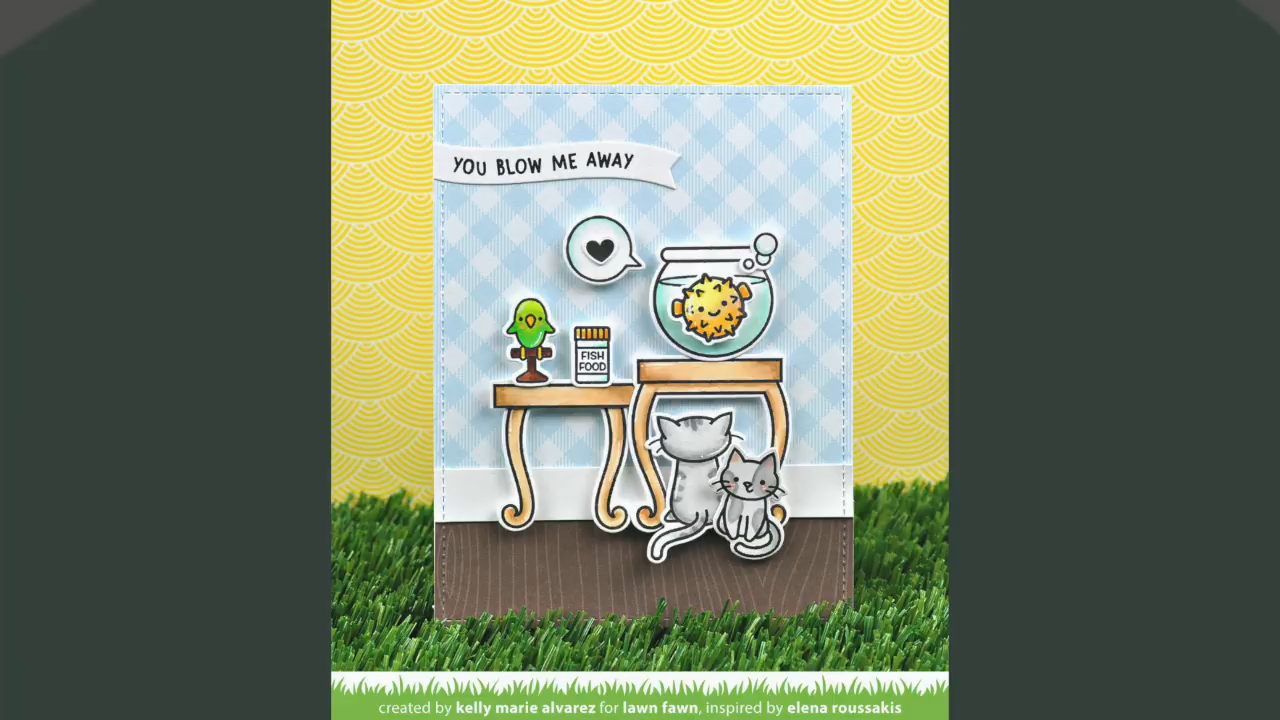 YOU BLOW ME AWAY
FISH
FOOD
created by kelly marie alvarez for lawn fawn, inspired by elena roussakis